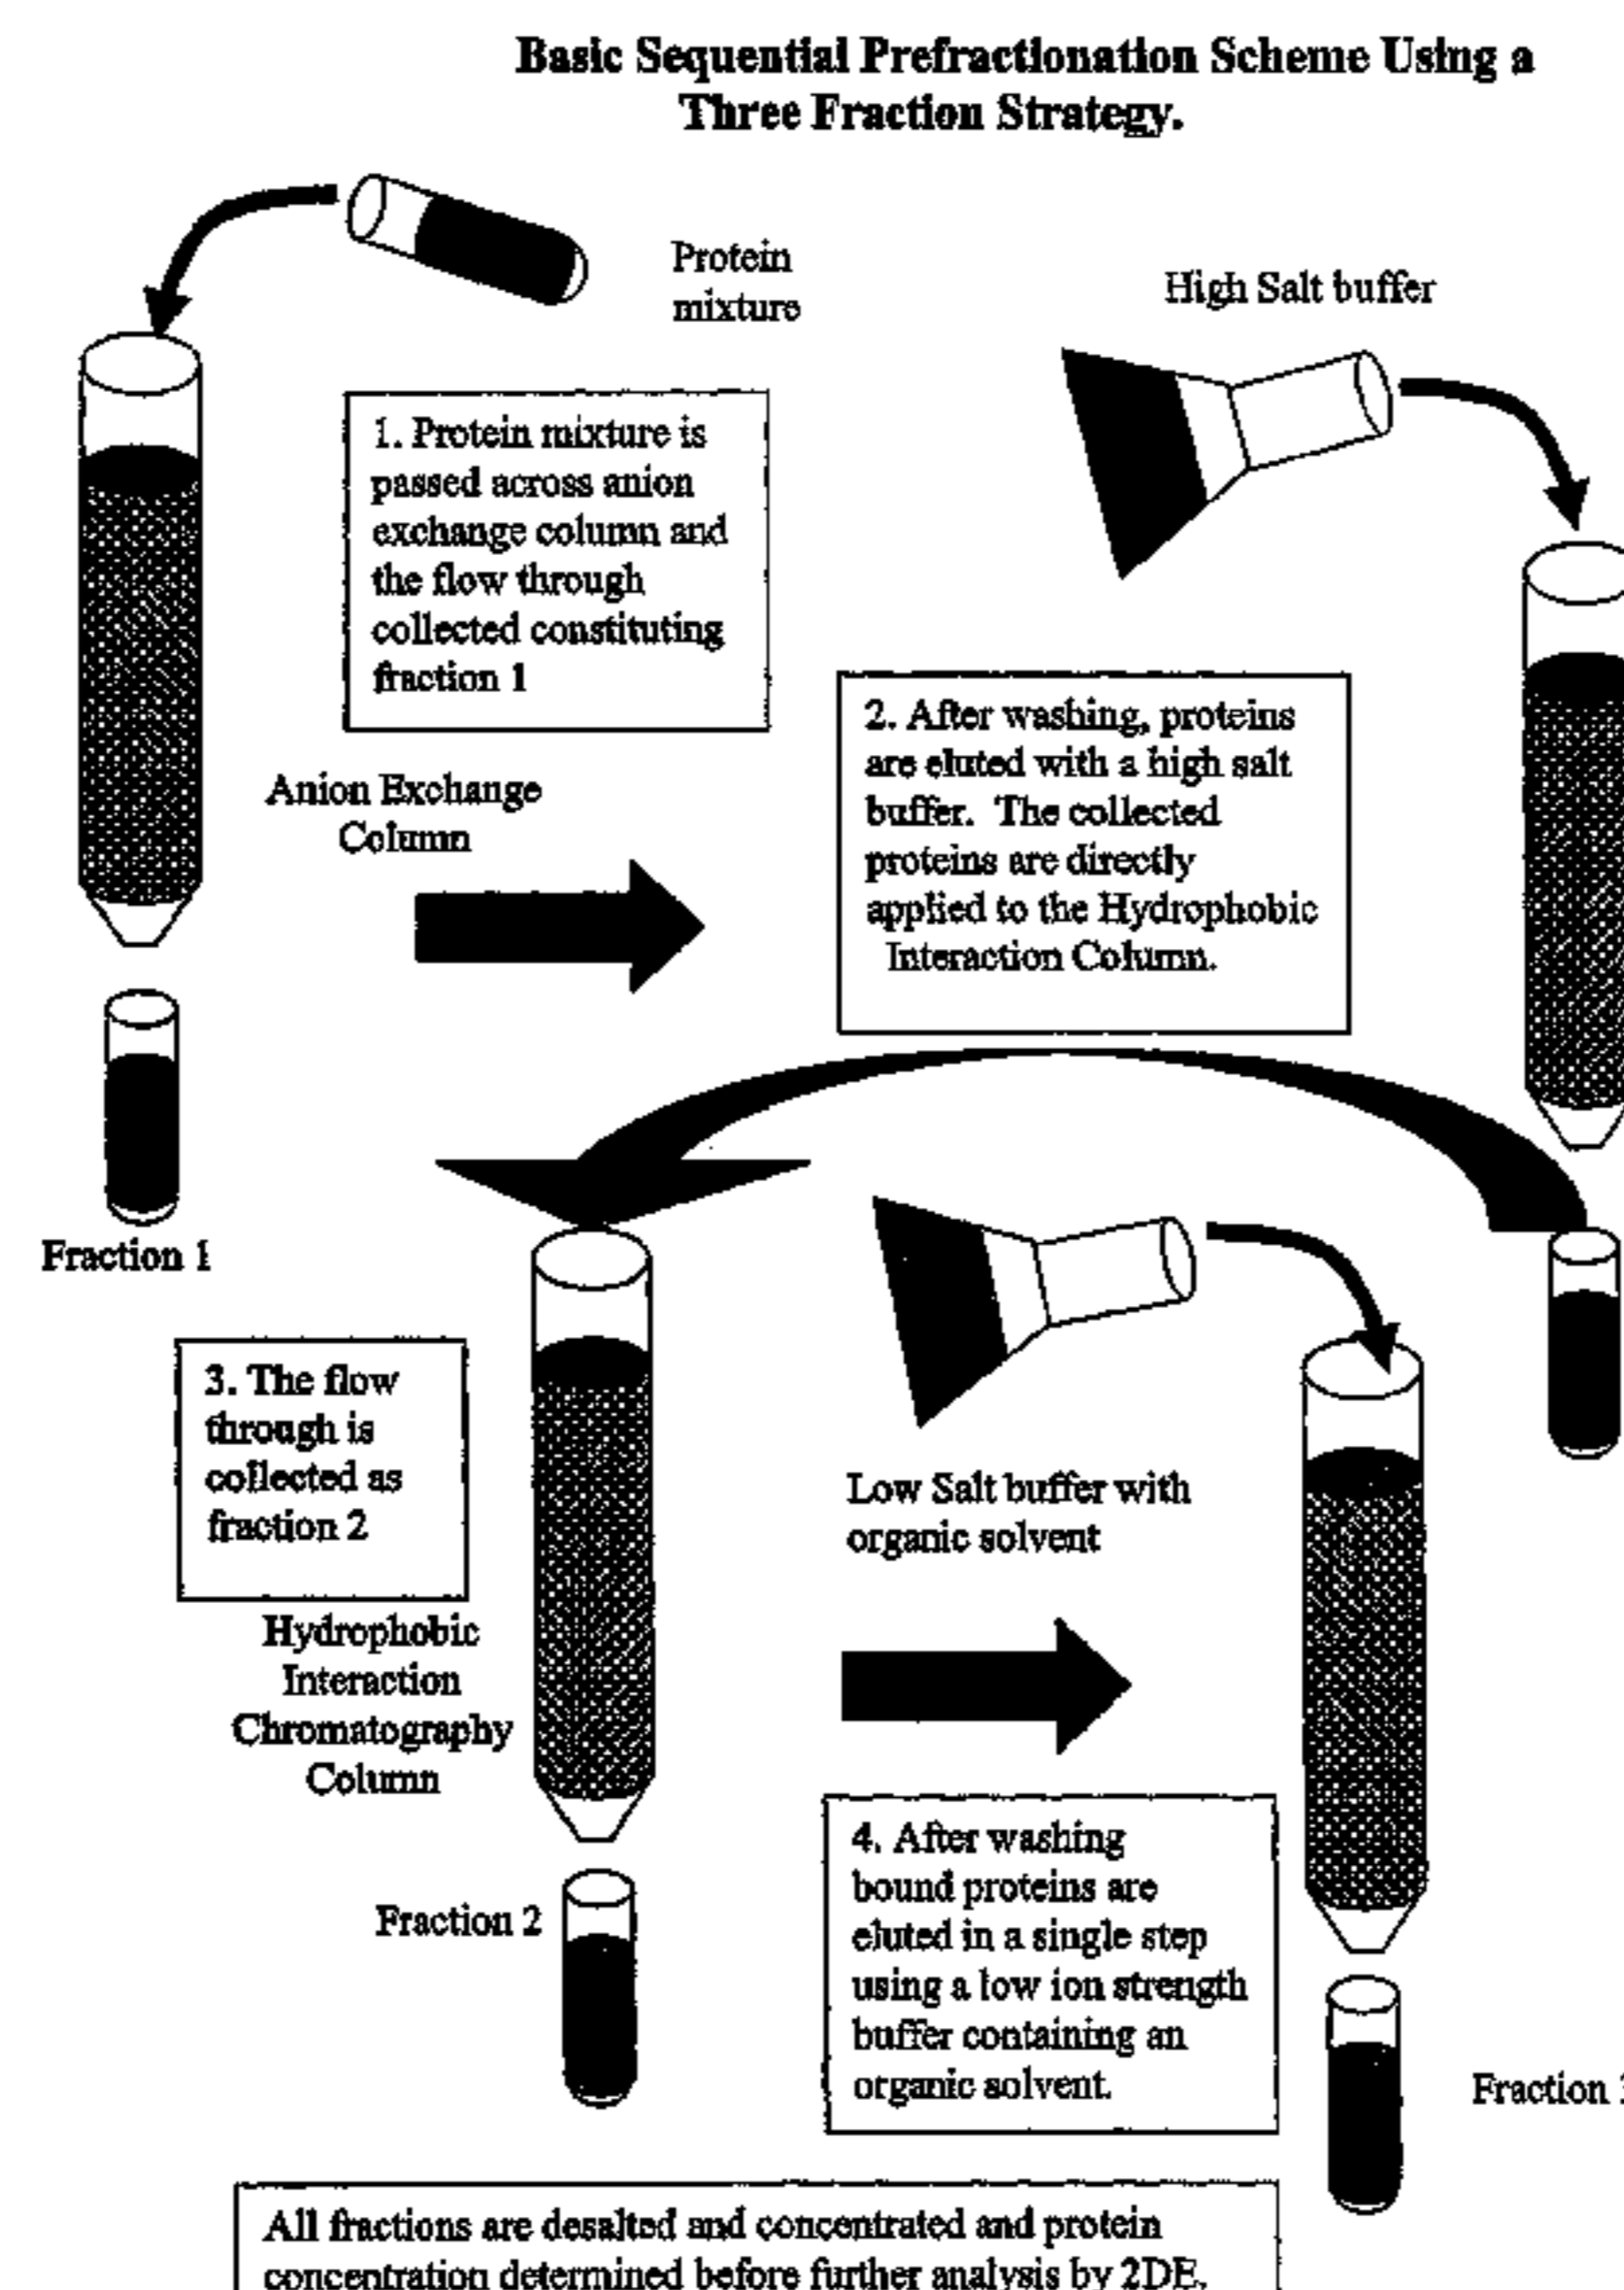 Basic Sequential Prefractionation Scheme Using a
Three Fraction Strategy.
Protein
mixture
High Salt buffer
1. Protein mixture is
passed across anion
exchange column and
the flow through
collected constituting
fraction 1
2. After washing, proteins
are eluted with a high salt
buffer. The collected
proteins are directly
applied to the Hydrophobic
Interaction Column.
Anion Exchange
Column
Fraction 1
3. The flow
through is
collected as
fraction 2
Low Salt buffer with
organic solvent
Hydrophobic
Interaction
Chromatography
Column
4. After washing
bound proteins are
eluted in a single step
using a low ion strength
buffer containing an
organic solvent.
Fraction 2
Fraction
All fractions are desalted and concentrated and protein
concentration determined before further analysis by 2DE.